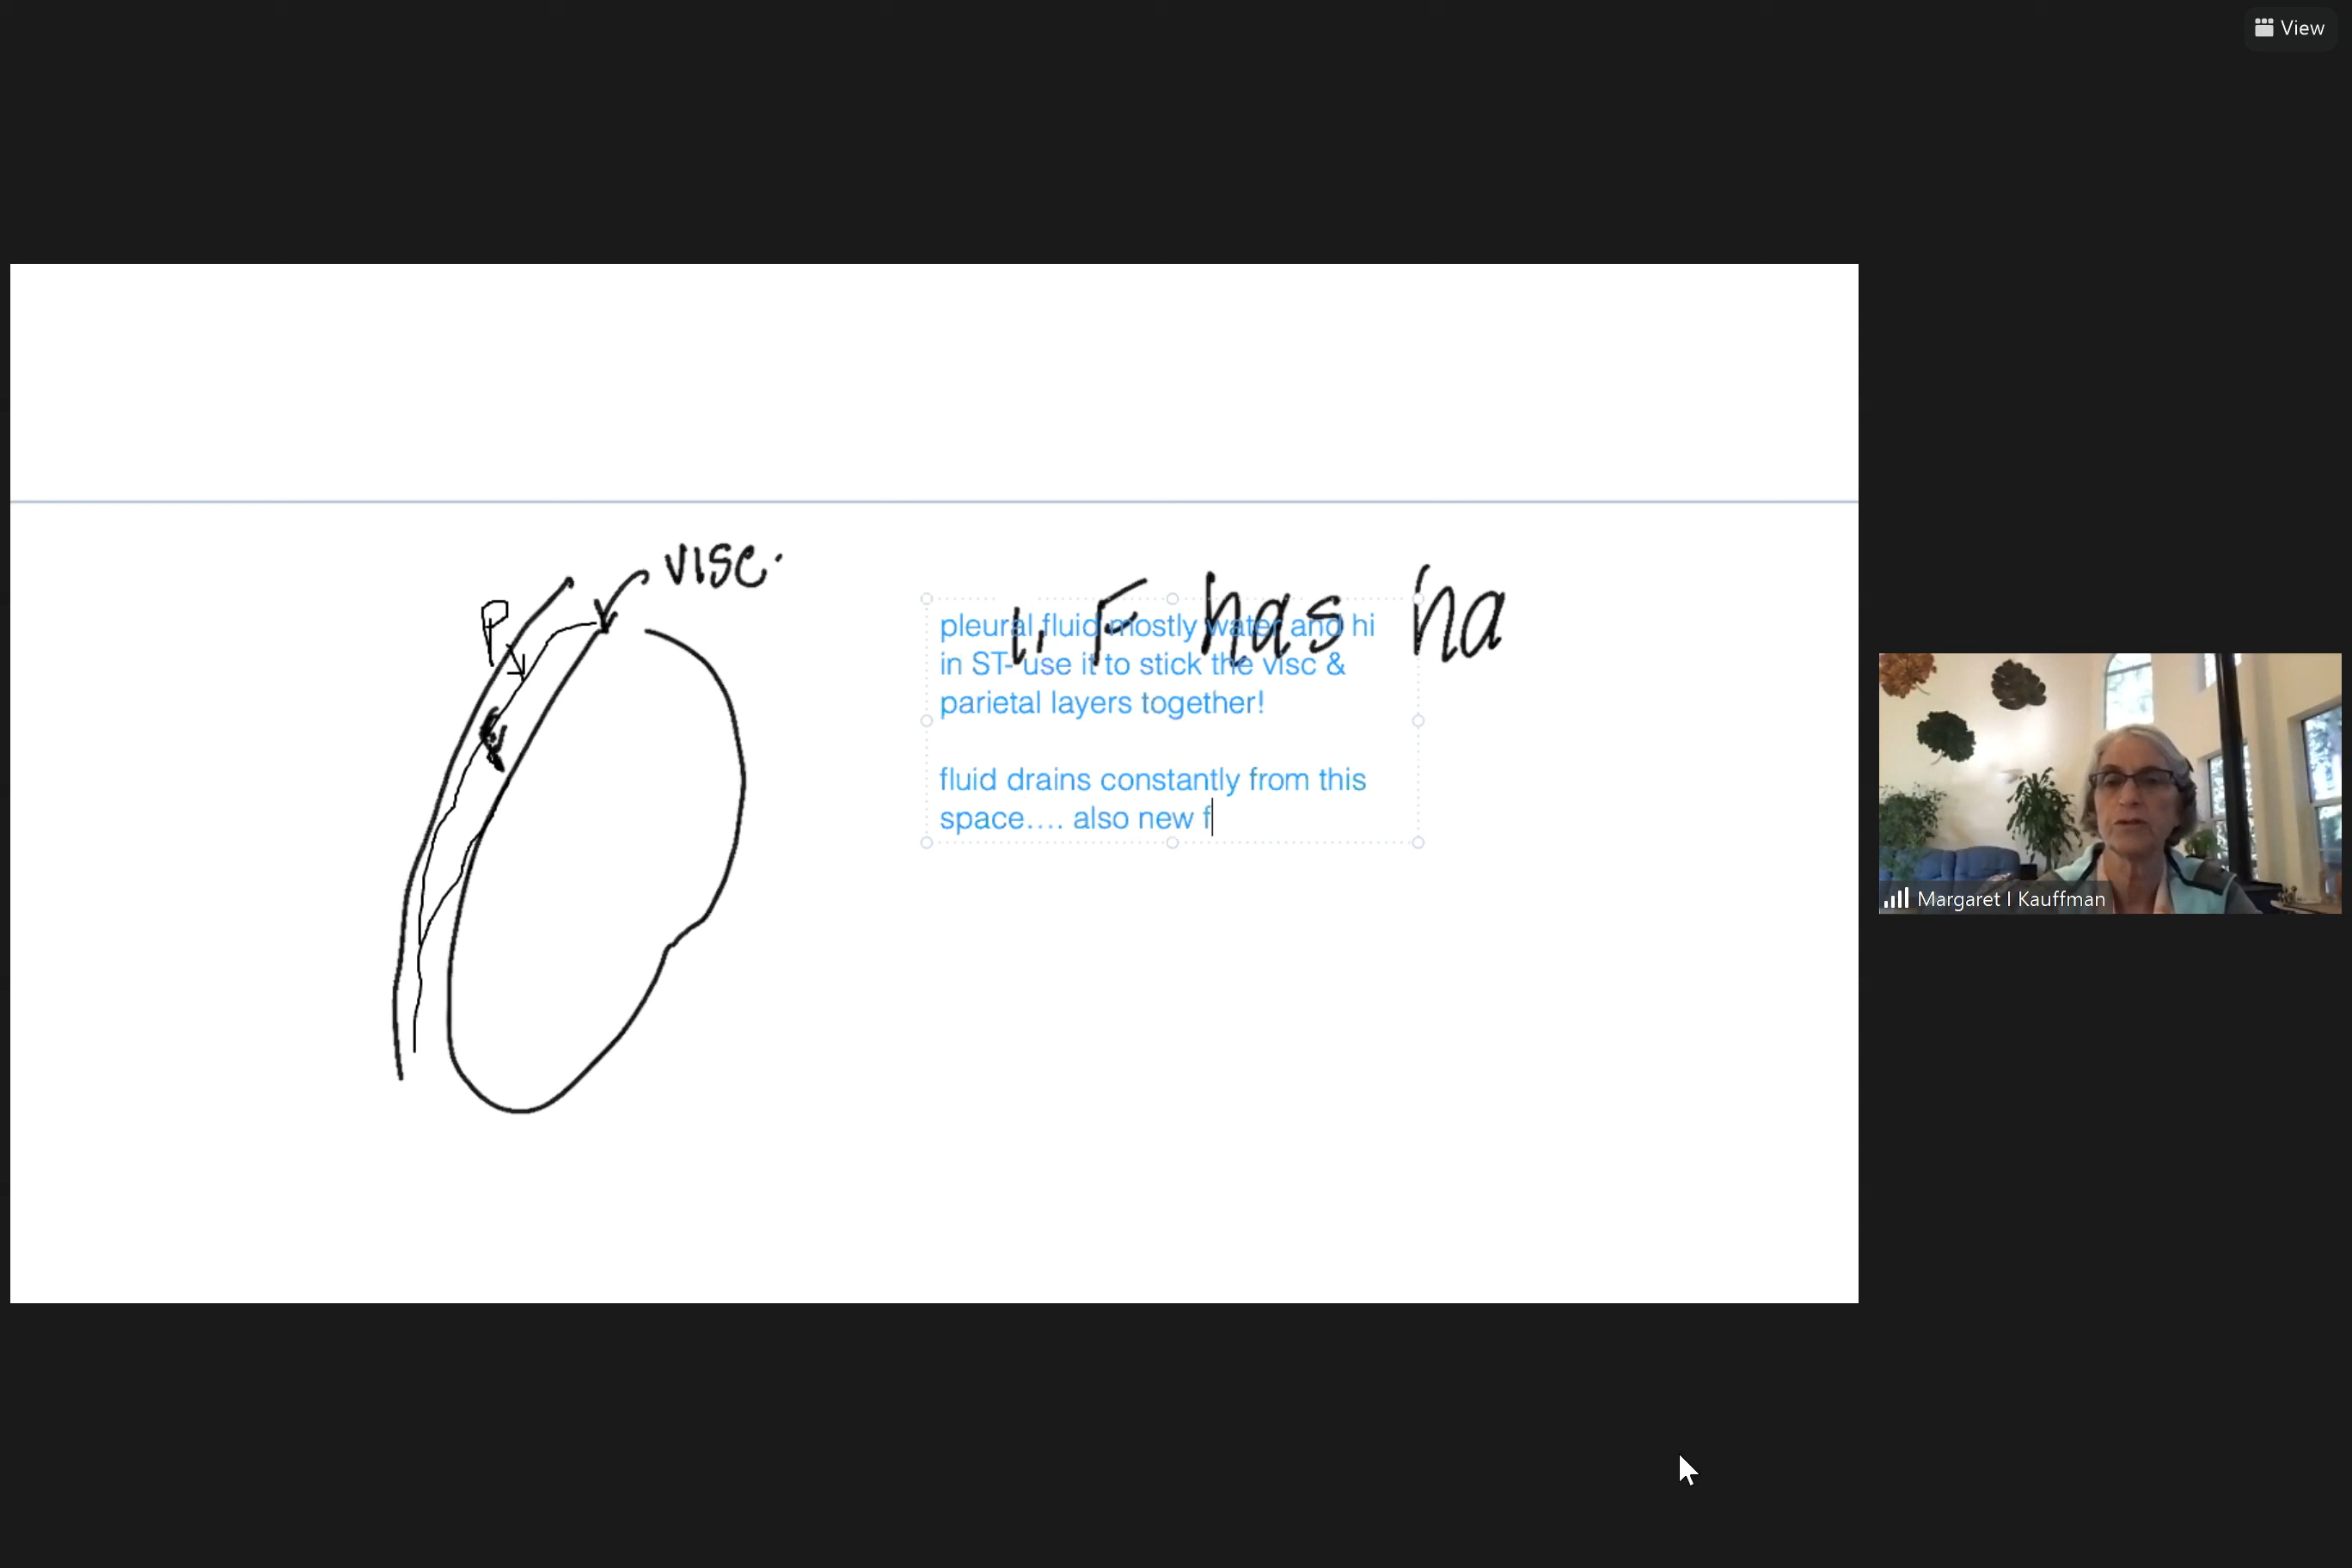 View
visc.
P
F has ha
pleural fluid mostly water and hi
in ST- use it to stick the visc &
parietal layers together!
fluid drains constantly from this
space.... also new f
Margaret I Kauffman